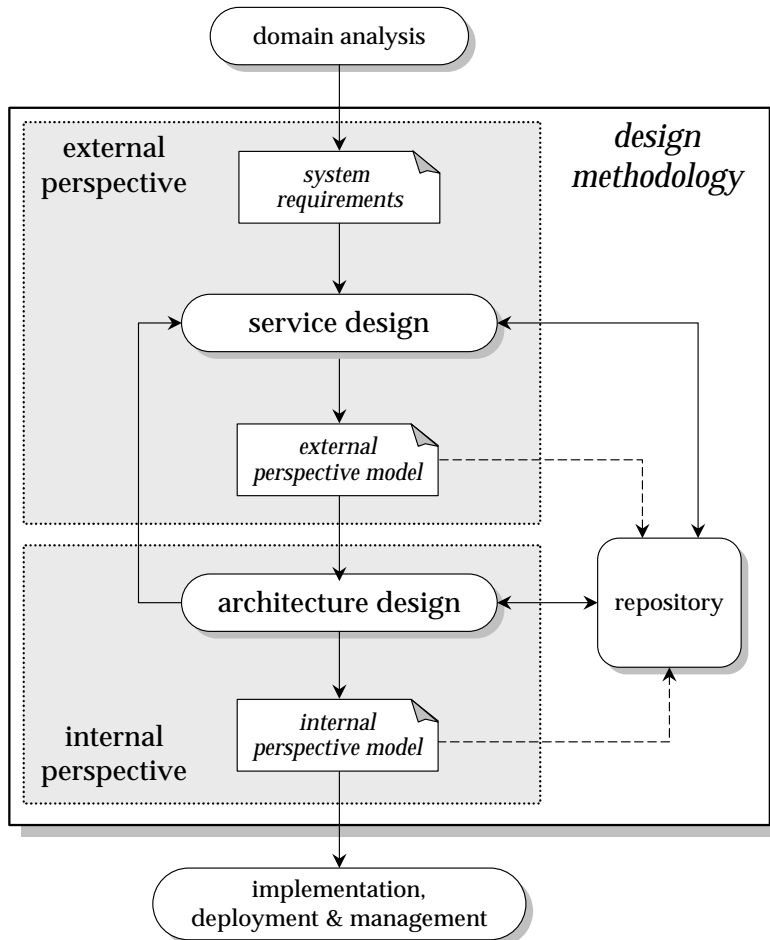 domain analysis
external
perspective
design
methodology
system
requirements
service design
external
perspective model
architecture design
repository
internal
perspective model
internal
perspective
implementation,
deployment & management